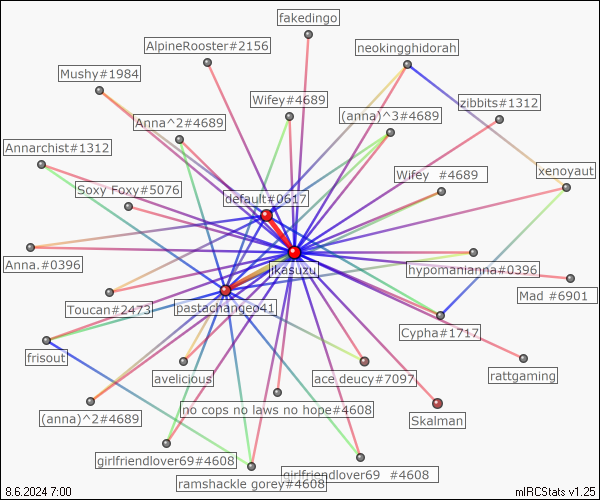 fakedingo
AlpineRooster#2156
neokingghidorah
Mushy#1984
Wifey#4689
zibbits#1312
(anna)^3#4689
Anna^2#4689
Annarchist#1312
xenoyaut
Wifey #4689
Soxy Foxy#5076
default#0617
Anna.#0396
jkasuzu
hypomanianna#0396
Mad #6901
Toucan#2473
pastachangeo41
Cypha#1717
frisout
rattgaming
avelicious
ace deucy#7097
no cops no laws no hope#4608
(anna)^2#4689
Skalman
girlfriendlover69#4608
girlfriendlover69 #4608
ramshackle gorey#4608
8.6.2024 7:00
mIRCStats v1.25